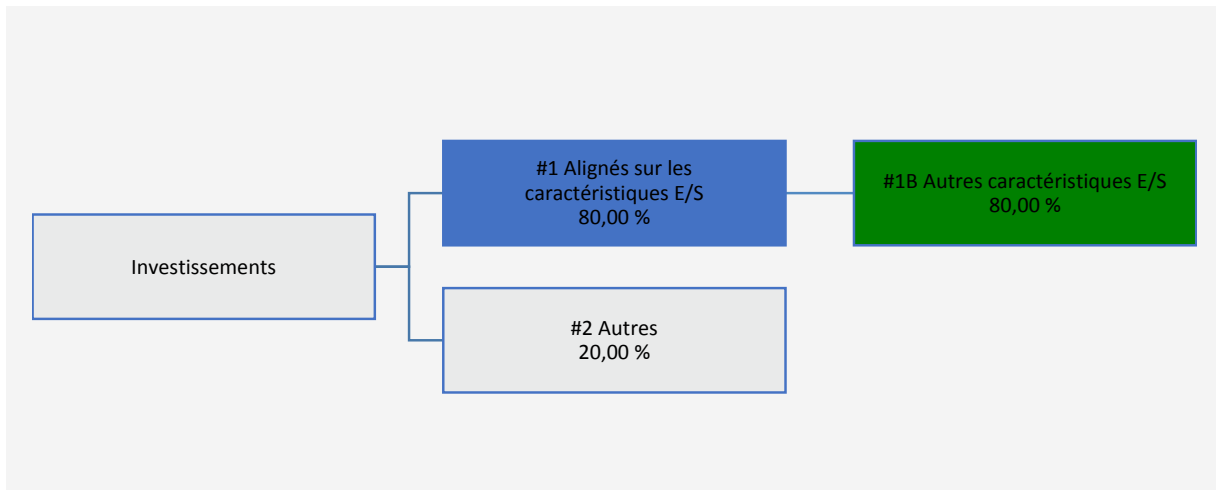 Investissements
#1 Alignés sur les
caractéristiques E/S
80,00 %
#1B Autres caractéristiques E/S
80,00 %
#2 Autres
20,00 %